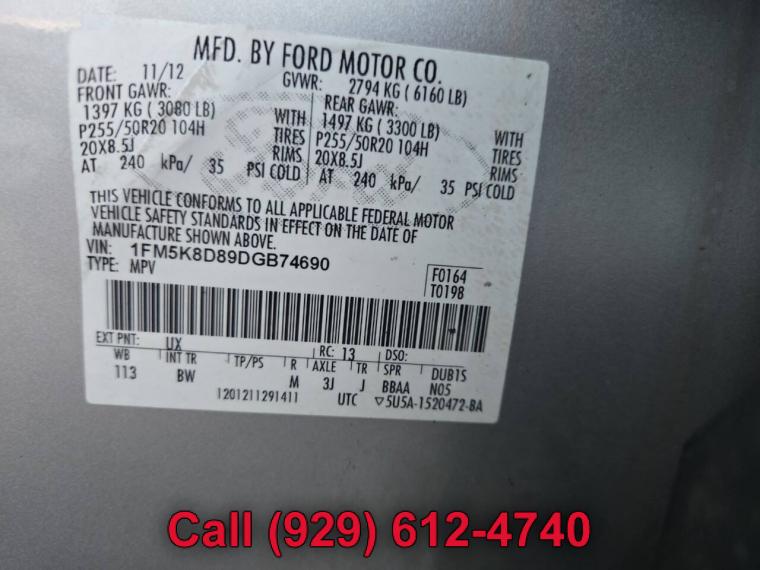 MFD. BY FORD MOTOR CO.
DATE: 11/12 GVWR: 2794 KG (6160 LB)
FRONT GAWR: REAR GAWR:
1397 KG (3080 LB) WITH 1497 KG (3300 LB) WITH
P255/50R20 104H TIRES P255/50R20 104H TIRES
20X8.5J RIMS 20X8.5J RIMS
AT 240 kPa/ 35 PSI COLD AT 240 kPa/ 35 PSI COLD
THIS VEHICLE CONFORMS TO ALL APPLICABLE FEDERAL MOTOR
VEHICLE SAFETY STANDARDS IN EFFECT ON THE DATE OF
MANUFACTURE SHOWN ABOVE.
VIN: 1FM5K8D89DGB74690
TYPE: MPV
F0164
T019B
EXT PNT: UX RC: 13 DSO:
WB INT TR TP/PS R AXLE TR SPR DUB1S
113 BW M 3J J BBAA N05
1201211291411 UTC ▽5U5A-1520472-BA
Call (929) 612-4740